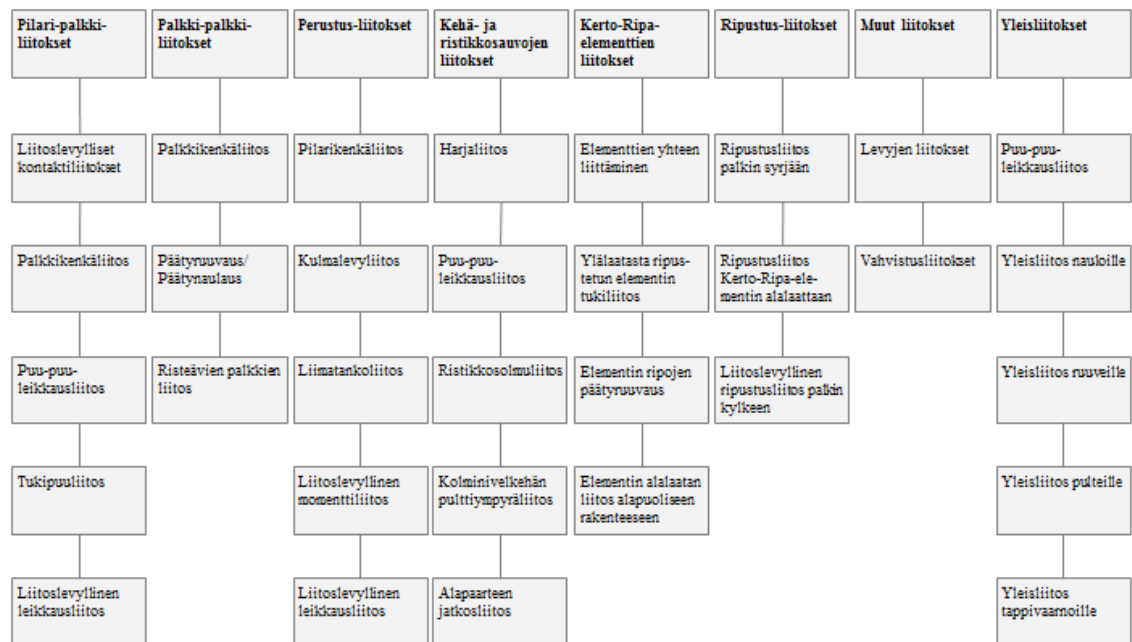 Pilari-palkki-
liitokset
Palkki-palkki-
liitokset
Perustus-liitokset
Kehä- ja
ristikkosauvojen
liitokset
Kerto-Ripa-
elementtien
liitokset
Ripustus-liitokset
Muut liitokset
Yleisliitokset
Liitoslevylliset
kontaktiliitokset
Palkkikenkäliitos
Pilarikenkäliitos
Harjaliitos
Elementtien yhteen
liittäminen
Ripustusliitos
palkin syrjään
Levyjen liitokset
Puu-puu-
leikkausliitos
Palkkikenkäliitos
Päätyruuvaus/
Päätynaulaus
Kulmalevyliitos
Puu-puu-
leikkausliitos
Ylälaatasta ripus-
tetun elementin
tukiliitos
Ripustusliitos
Kerto-Ripa-ele-
mentin alalaattaan
Vahvistusliitokset
Yleisliitos nauloille
Puu-puu-
leikkausliitos
Risteävien palkkien
liitos
Liimatankoliitos
Ristikkosolmuliitos
Elementin ripojen
päätyruuvaus
Liitoslevyllinen
ripustusliitos palkin
kylkeen
Yleisliitos ruuveille
Tukipuuliitos
Liitoslevyllinen
momenttiliitos
Kolminivelkehän
pulttiympyräliitos
Elementin alalaatan
liitos alapuoliseen
rakenteeseen
Yleisliitos pulteille
Liitoslevyllinen
leikkausliitos
Liitoslevyllinen
leikkausliitos
Alapaarteen
jatkosliitos
Yleisliitos
tappivaarnoille